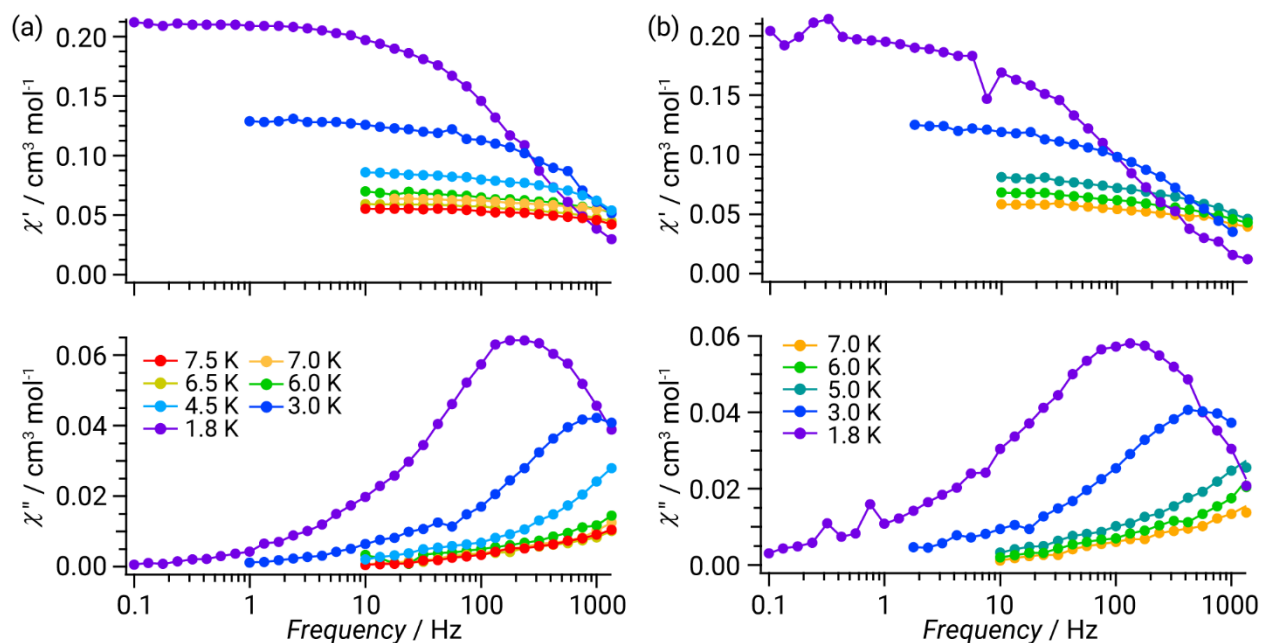 (a)
0.20
0.15
0.10
0.05
0.00
χ' / cm³ mol⁻¹
(b)
0.20
0.15
0.10
0.05
0.00
χ' / cm³ mol⁻¹
0.06
0.04
0.02
0.00
χ" / cm³ mol⁻¹
7.5 K 7.0 K
6.5 K 6.0 K
4.5 K 3.0 K
1.8 K
0.1 1 10 100 1000
Frequency / Hz
0.06
0.04
0.02
0.00
χ" / cm³ mol⁻¹
7.0 K
6.0 K
5.0 K
3.0 K
1.8 K
0.1 1 10 100 1000
Frequency / Hz